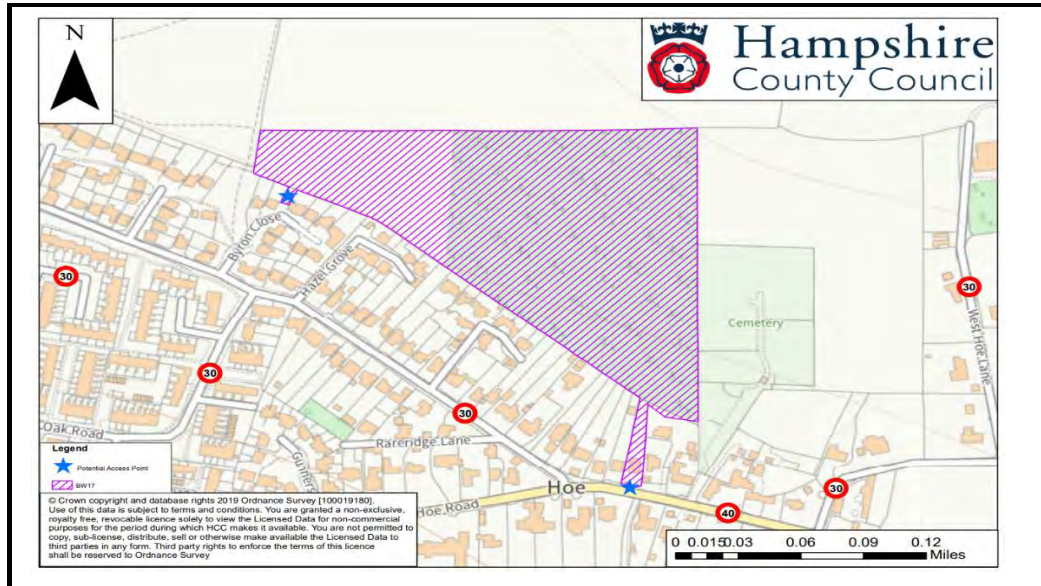 N
Hampshire
County Council
Byron Close
Hazel Grove
30
30
Cemetery
West Hoe Lane
30
30
Oak Road
Rareridge Lane
Gunners
Hoe
Hoe Road
30
40
Legend
Potential Access Point
BW17
© Crown copyright and database rights 2019 Ordnance Survey [100019180].
Use of this data is subject to terms and conditions. You are granted a non-exclusive,
royalty free, revocable licence solely to view the Licensed Data for non-commercial
purposes for the period during which HCC makes it available. You are not permitted to
copy, sub-license, distribute, sell or otherwise make available the Licensed Data to
third parties in any form. Third party rights to enforce the terms of this licence
shall be reserved to Ordnance Survey
0 0.015 0.03 0.06 0.09 0.12
Miles